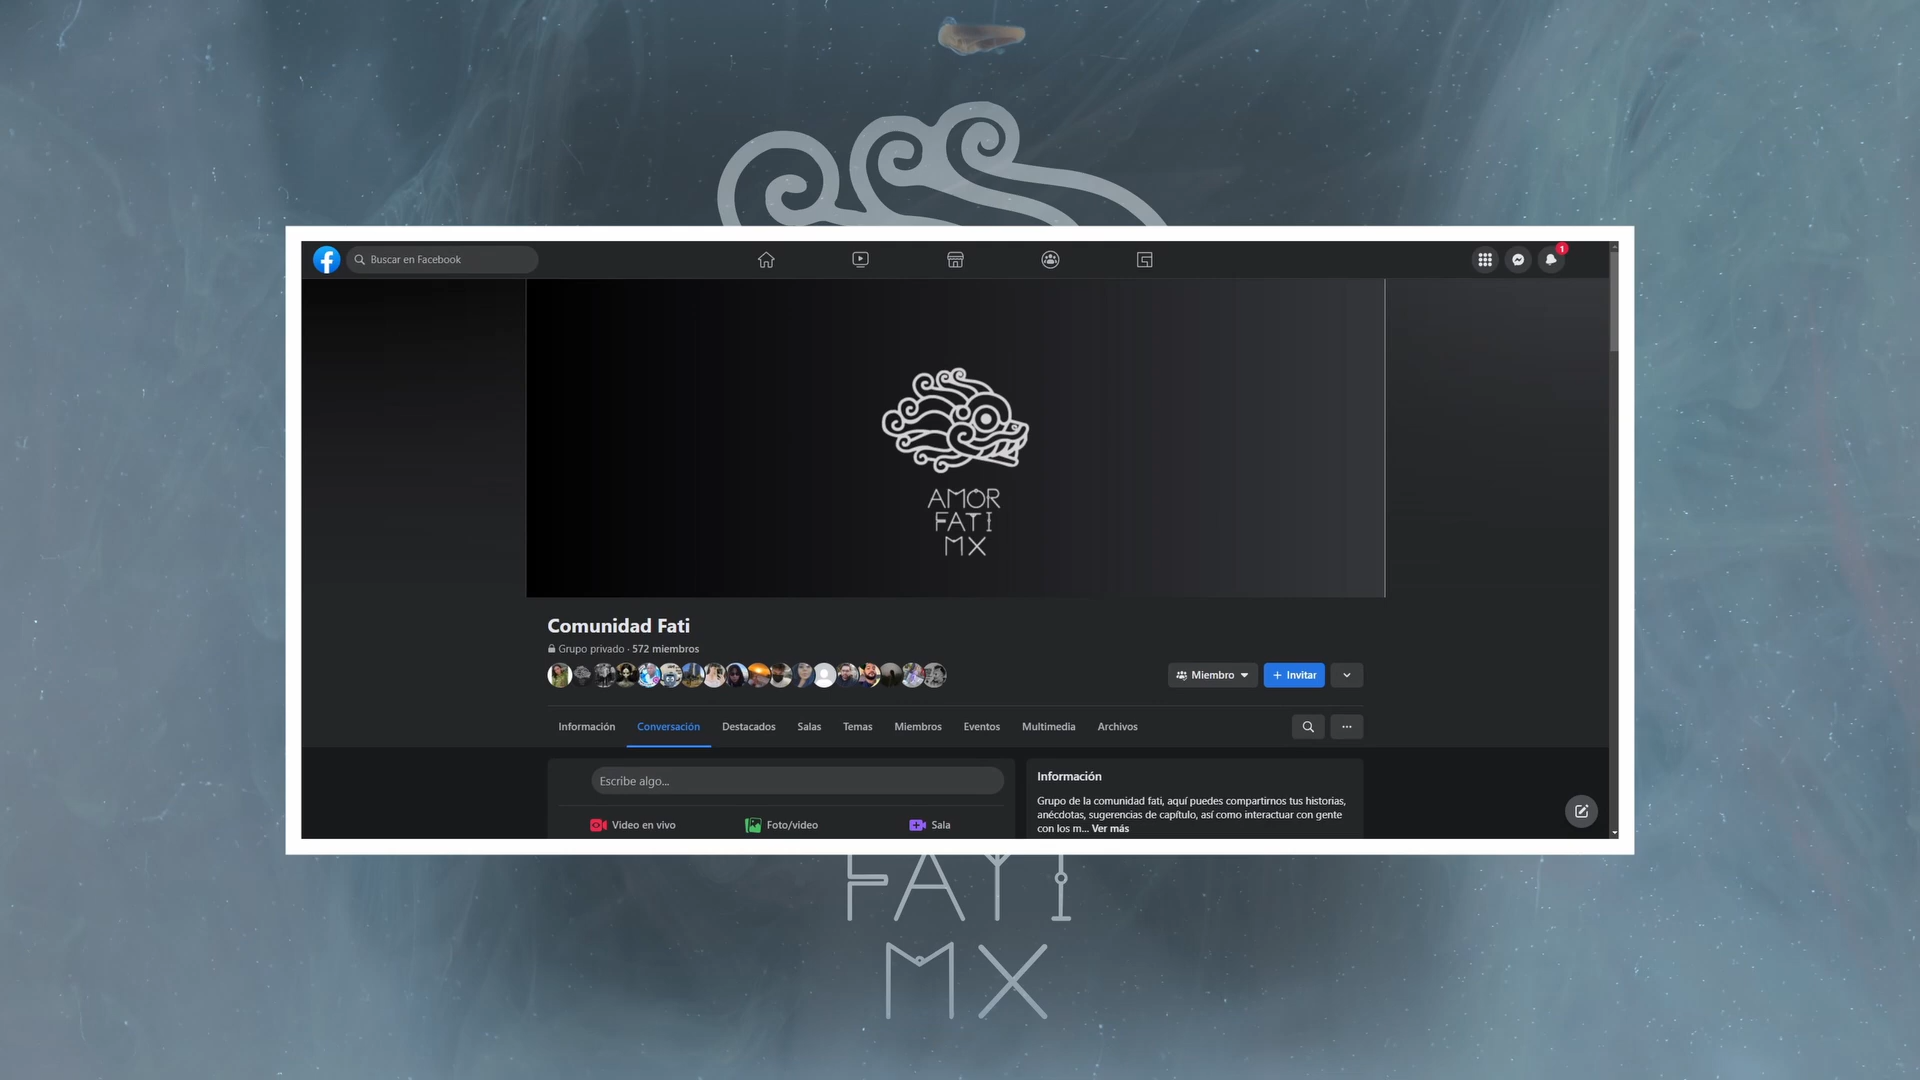 Buscar en Facebook
1
AMOR
FATI
MX
Comunidad Fati
Grupo privado · 572 miembros
Miembro
+ Invitar
Información
Conversación
Destacados
Salas
Temas
Miembros
Eventos
Multimedia
Archivos
Escribe algo...
Video en vivo
Foto/video
Sala
Información
Grupo de la comunidad fati, aquí puedes compartirnos tus historias,
anécdotas, sugerencias de capítulo, así como interactuar con gente
con los m... Ver más
FATI
MX